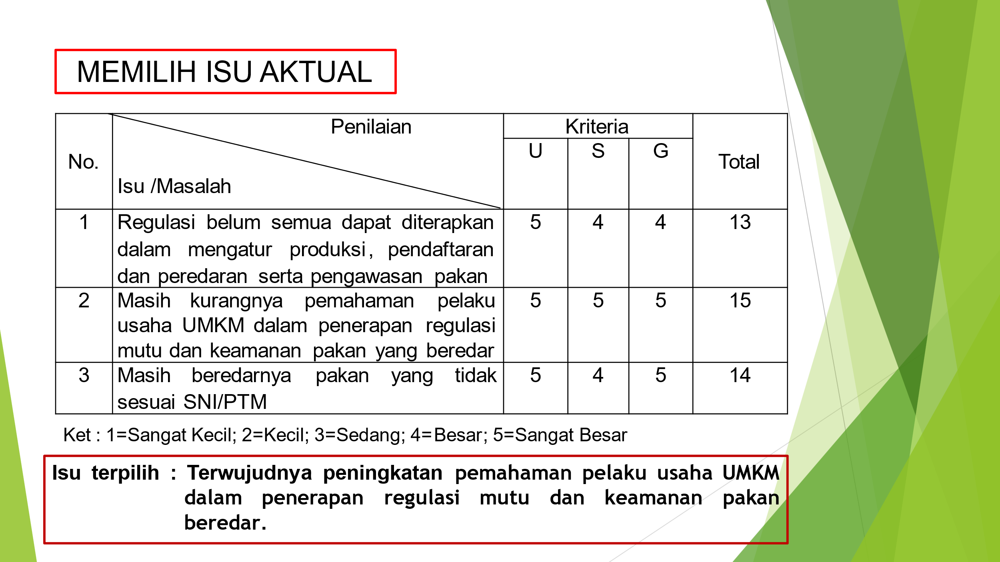 MEMILIH ISU AKTUAL
No.
Penilaian
Isu /Masalah
Kriteria
U S G
Total
1 Regulasi belum semua dapat diterapkan 5 4 4 13
dalam mengatur produksi, pendaftaran
dan peredaran serta pengawasan pakan
2 Masih kurangnya pemahaman pelaku 5 5 5 15
usaha UMKM dalam penerapan regulasi
mutu dan keamanan pakan yang beredar
3 Masih beredarnya pakan yang tidak 5 4 5 14
sesuai SNI/PTM
Ket : 1=Sangat Kecil; 2=Kecil; 3=Sedang; 4=Besar; 5=Sangat Besar
Isu terpilih : Terwujudnya peningkatan pemahaman pelaku usaha UMKM
dalam penerapan regulasi mutu dan keamanan pakan
beredar.